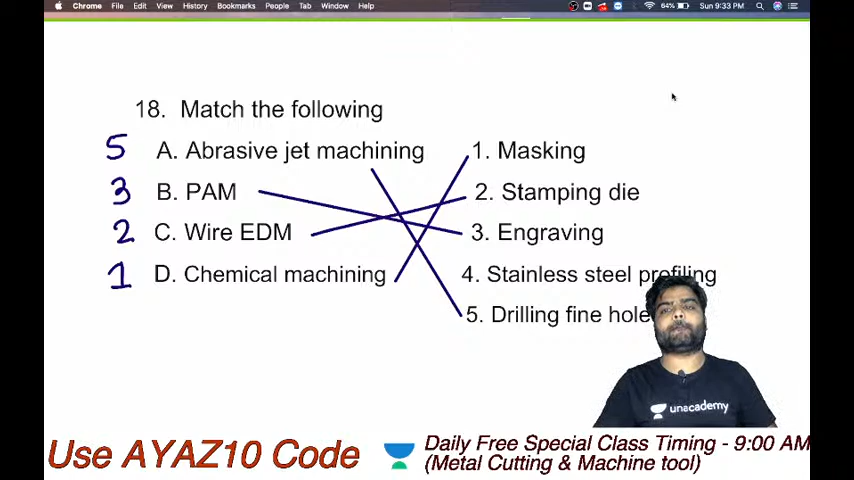 Chrome File Edit View History Bookmarks People Tab Window Help 64% Sun 9:33 PM
18. Match the following
5 A. Abrasive jet machining 1. Masking
3 B. PAM 2. Stamping die
2 C. Wire EDM 3. Engraving
1 D. Chemical machining 4. Stainless steel profiling
5. Drilling fine hole
unacademy
Use AYAZ10 Code
Daily Free Special Class Timing - 9:00 AM
(Metal Cutting & Machine tool)